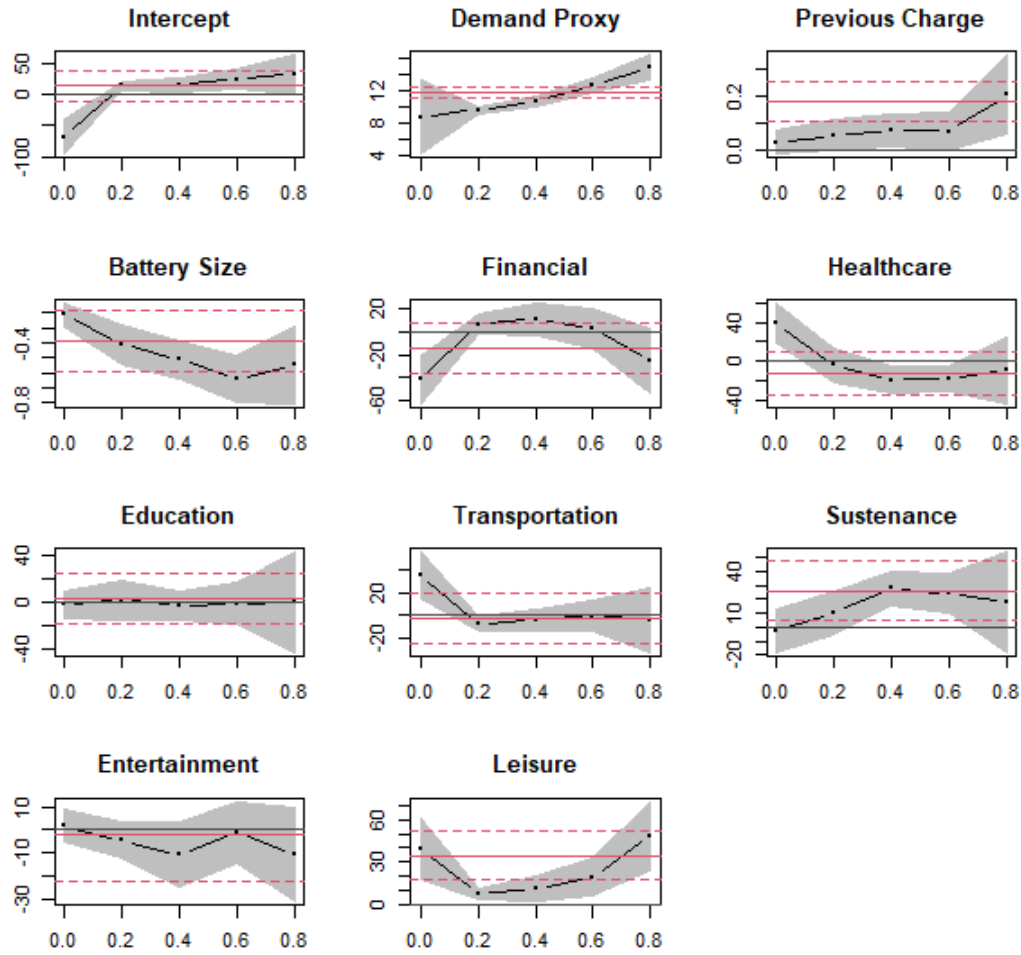 Intercept
50
0
-100
0.0 0.2 0.4 0.6 0.8
Demand Proxy
12
8
4
0.0 0.2 0.4 0.6 0.8
Previous Charge
0.2
0.0
0.0 0.2 0.4 0.6 0.8
Battery Size
-0.4
-0.8
0.0 0.2 0.4 0.6 0.8
Financial
20
-20
-60
0.0 0.2 0.4 0.6 0.8
Healthcare
40
0
-40
0.0 0.2 0.4 0.6 0.8
Education
40
0
-40
0.0 0.2 0.4 0.6 0.8
Transportation
20
-20
0.0 0.2 0.4 0.6 0.8
Sustenance
40
10
-20
0.0 0.2 0.4 0.6 0.8
Entertainment
10
-10
-30
0.0 0.2 0.4 0.6 0.8
Leisure
60
30
0
0.0 0.2 0.4 0.6 0.8